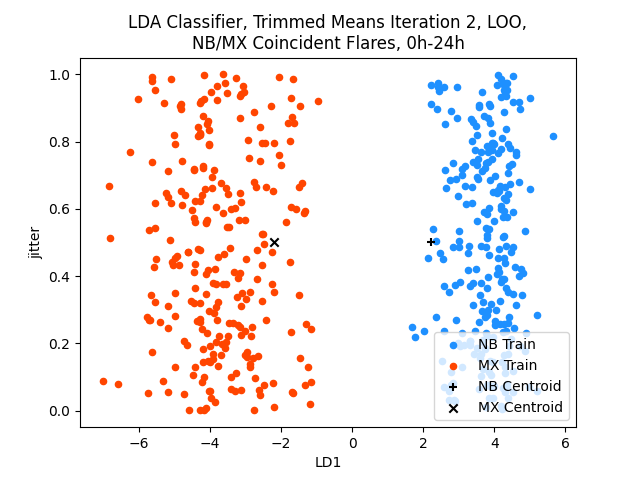 LDA Classifier, Trimmed Means Iteration 2, LOO,
NB/MX Coincident Flares, 0h-24h
1.0
0.8
0.6
0.4
0.2
0.0
jitter
−6
−4
−2
0
2
4
6
LD1
NB Train
MX Train
NB Centroid
MX Centroid